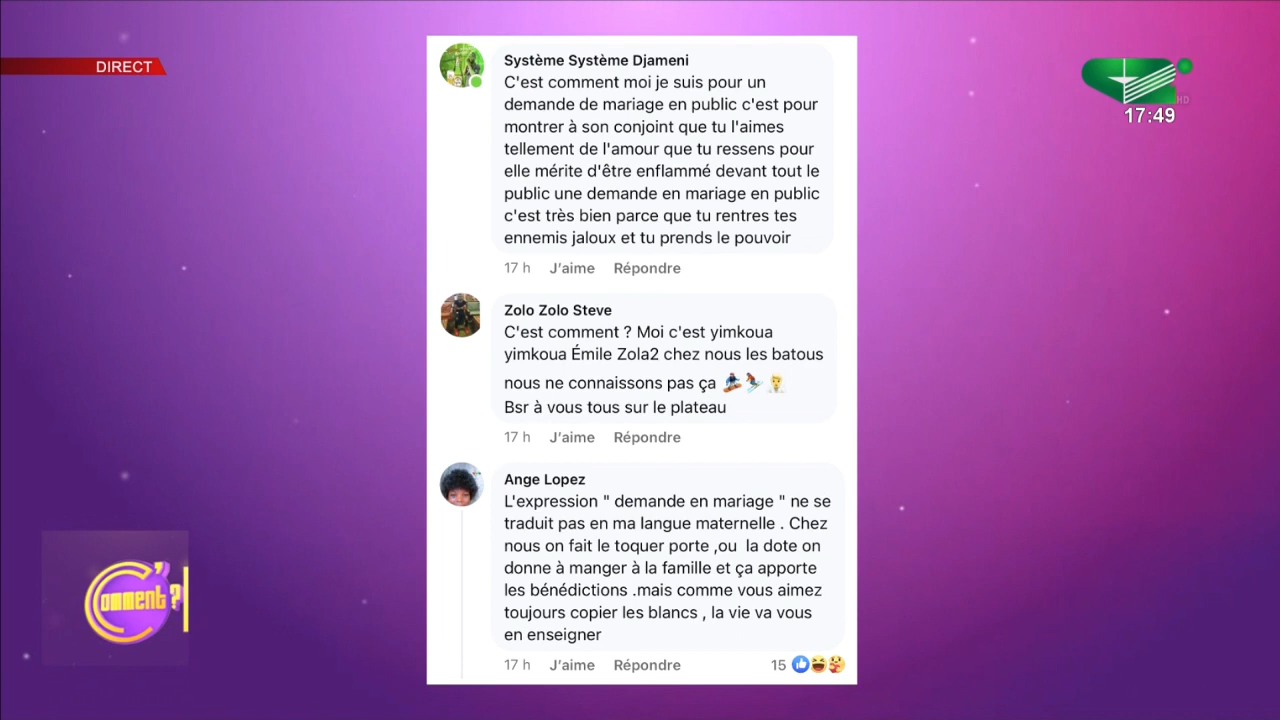 DIRECT
HD
17:49
Système Système Djameni
C'est comment moi je suis pour un
demande de mariage en public c'est pour
montrer à son conjoint que tu l'aimes
tellement de l'amour que tu ressens pour
elle mérite d'être enflammé devant tout le
public une demande en mariage en public
c'est très bien parce que tu rentres tes
ennemis jaloux et tu prends le pouvoir
17 h J'aime Répondre
Zolo Zolo Steve
C'est comment ? Moi c'est yimkoua
yimkoua Émile Zola2 chez nous les batous
nous ne connaissons pas ça 🏂⛷️👰
Bsr à vous tous sur le plateau
17 h J'aime Répondre
Ange Lopez
L'expression " demande en mariage " ne se
traduit pas en ma langue maternelle . Chez
nous on fait le toquer porte ,ou la dote on
donne à manger à la famille et ça apporte
les bénédictions .mais comme vous aimez
toujours copier les blancs , la vie va vous
en enseigner
17 h J'aime Répondre 15
C'
omment ?